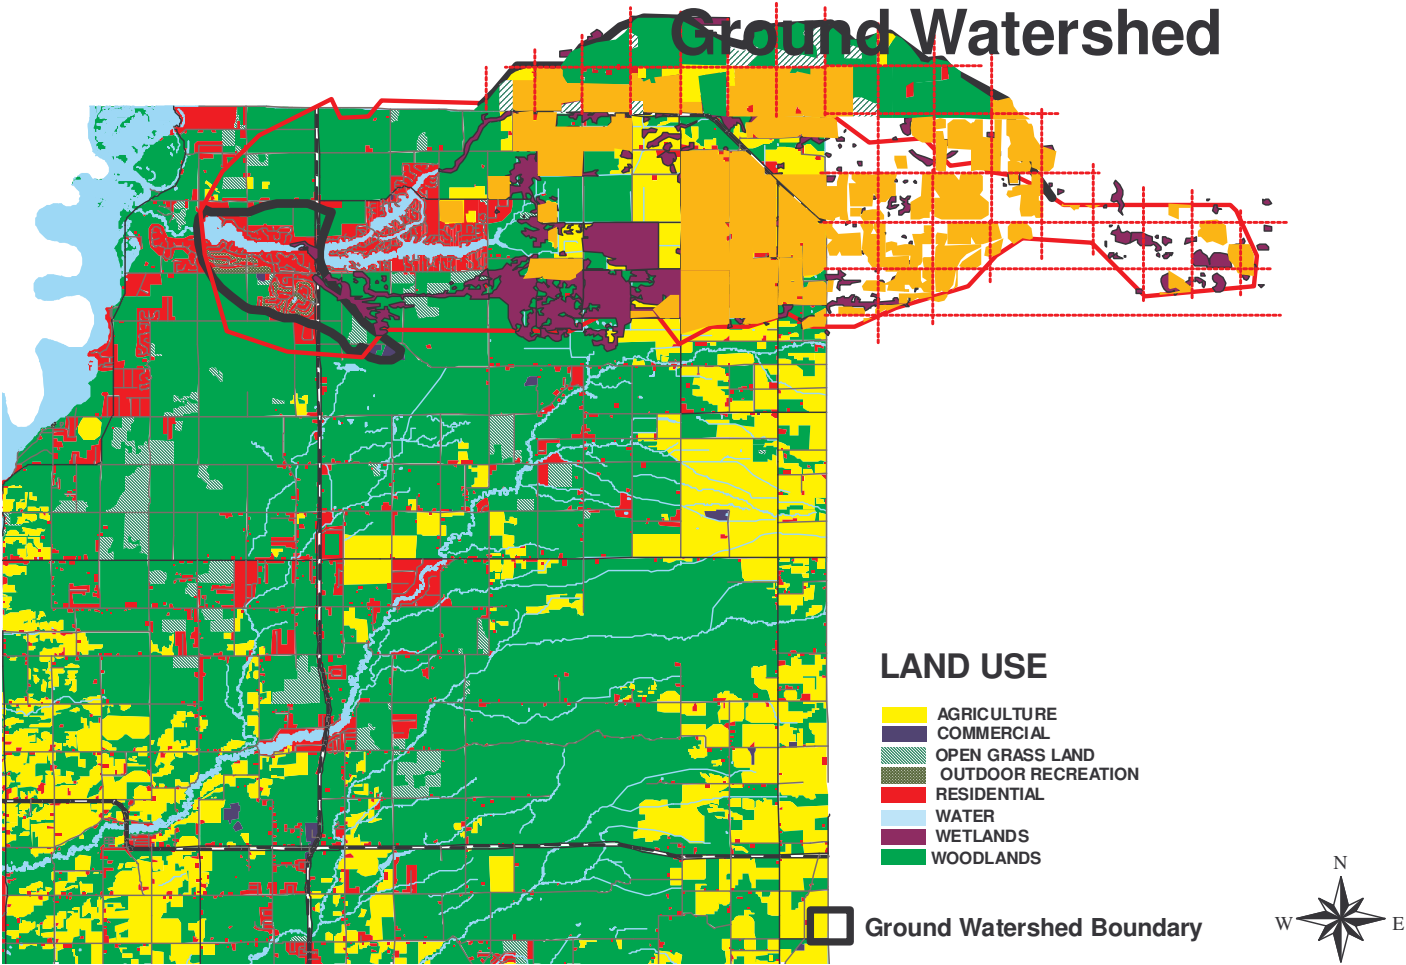 Ground Watershed
LAND USE
AGRICULTURE
COMMERCIAL
OPEN GRASS LAND
OUTDOOR RECREATION
RESIDENTIAL
WATER
WETLANDS
WOODLANDS
Ground Watershed Boundary
N
W E
S